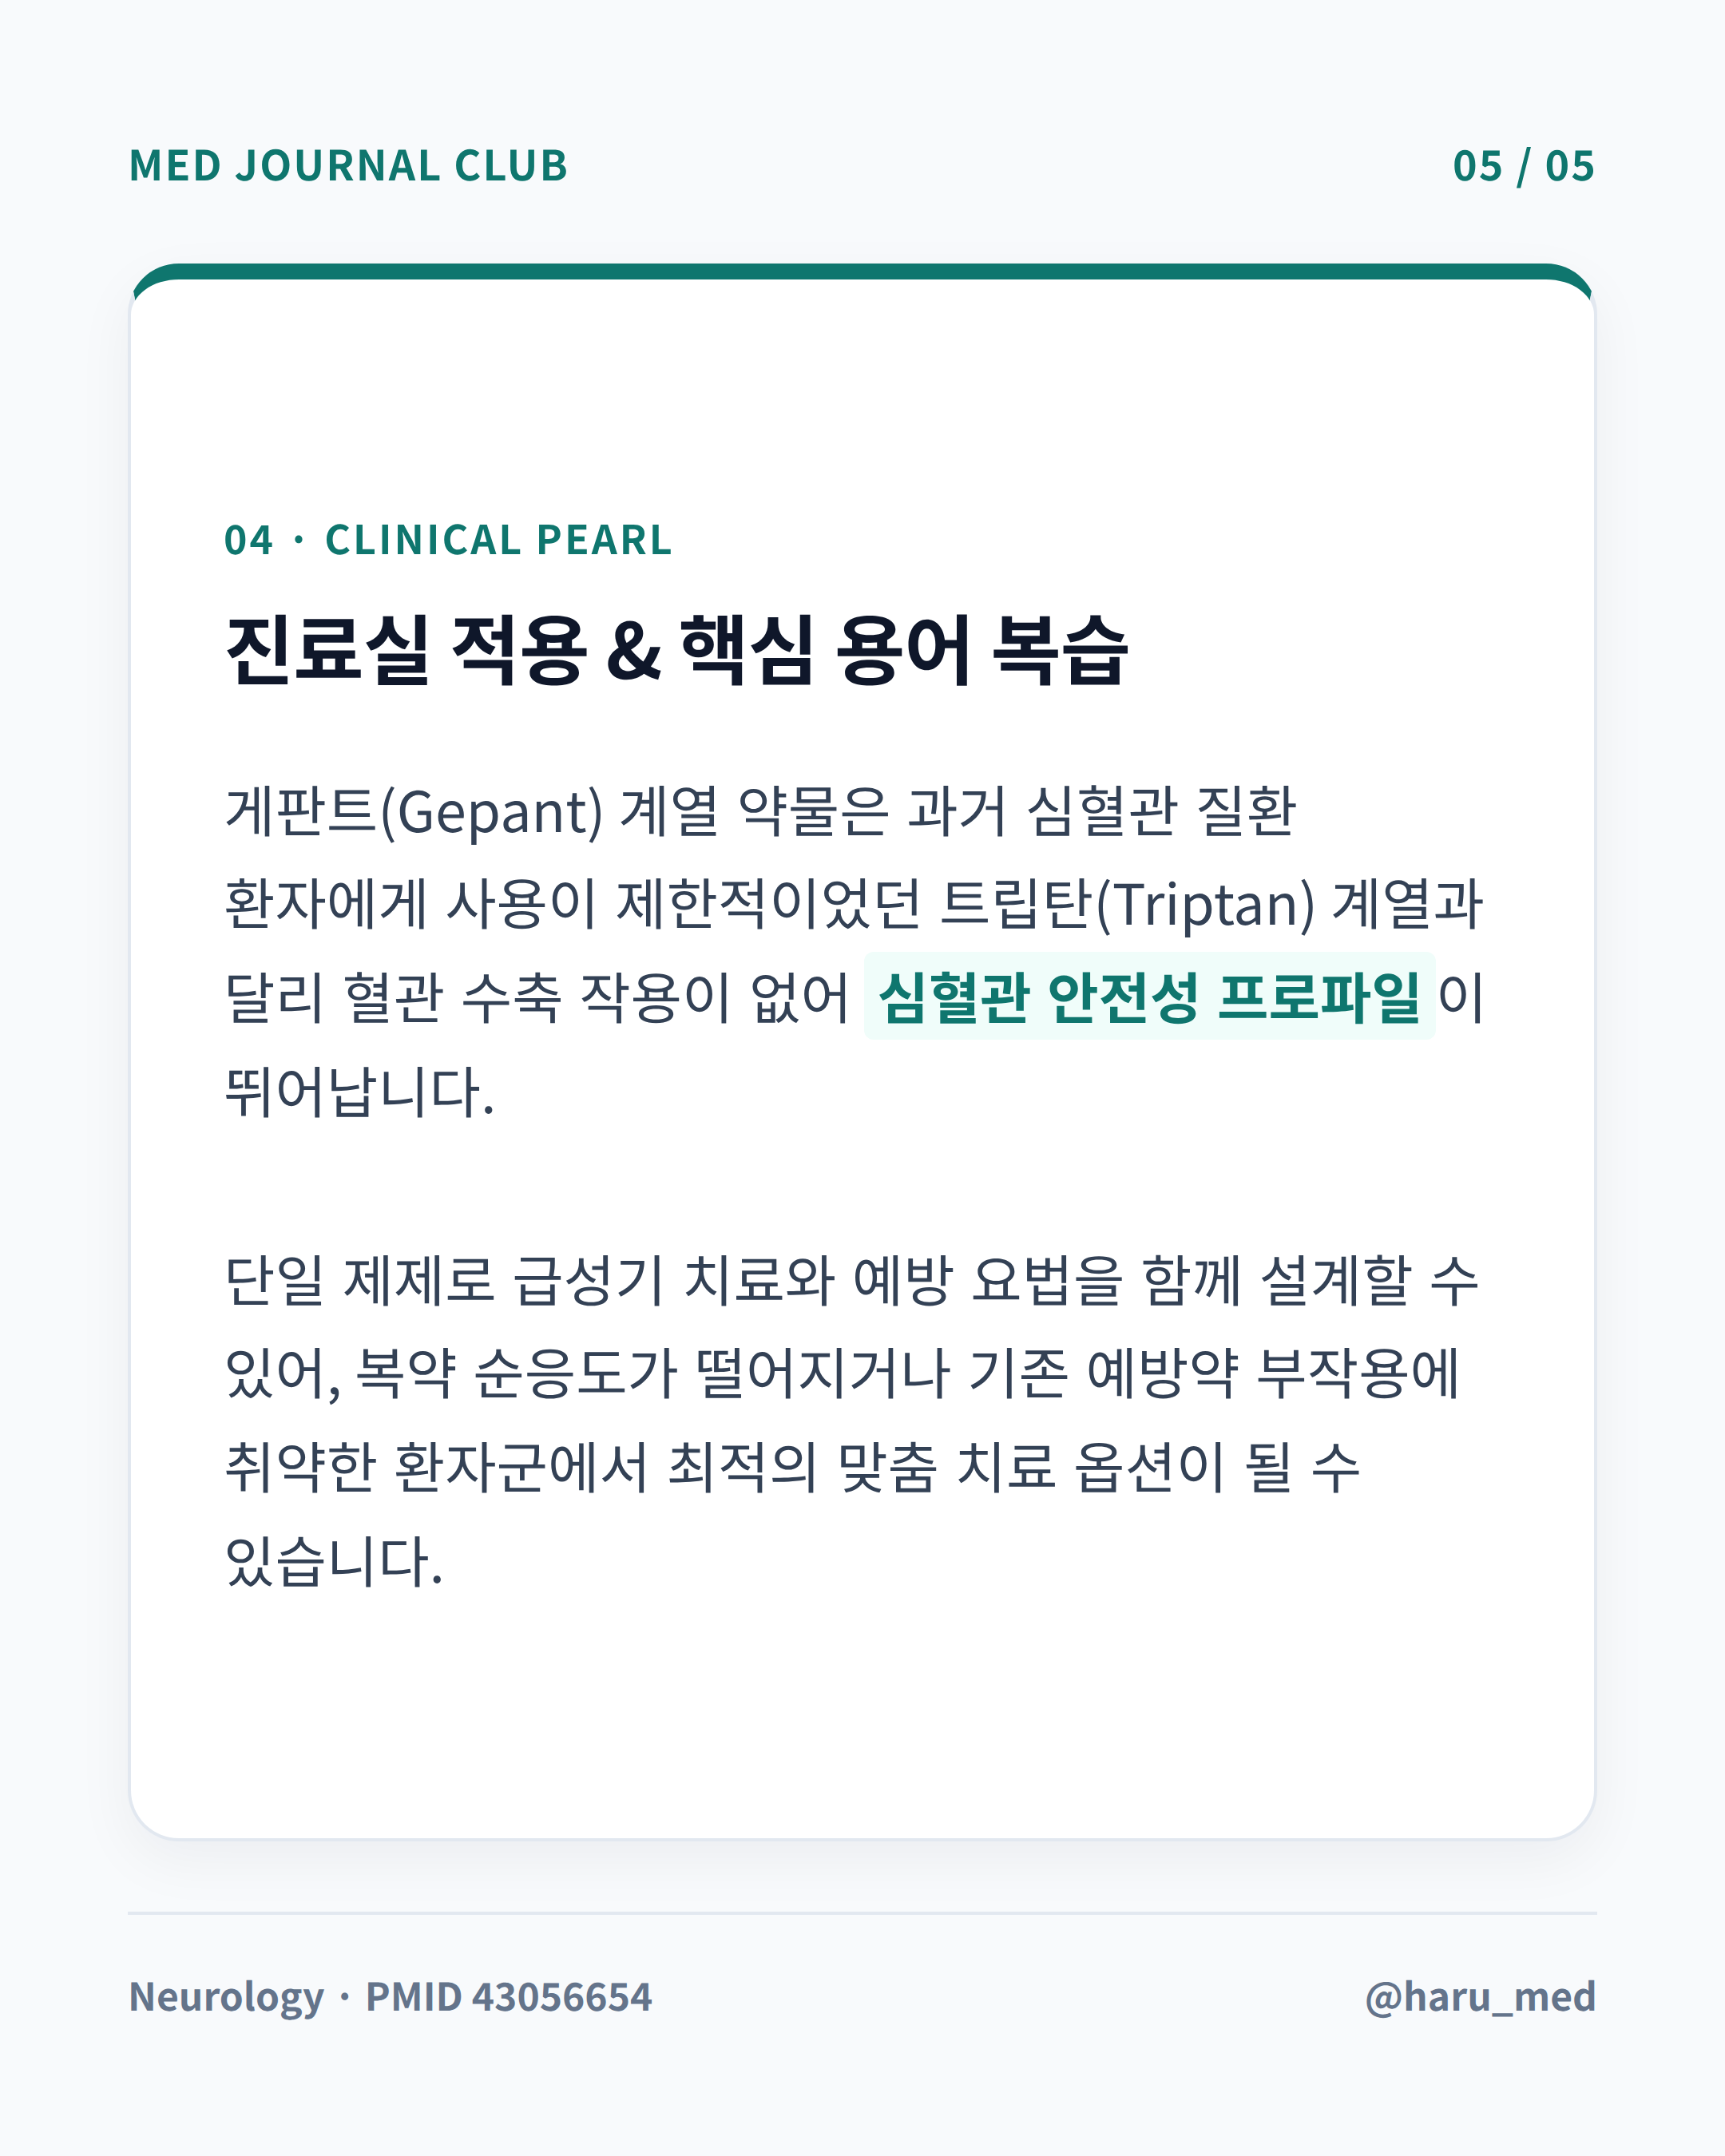 MED JOURNAL CLUB
05 / 05
04 · CLINICAL PEARL
진료실 적용 & 핵심 용어 복습
게판트(Gepant) 계열 약물은 과거 심혈관 질환
환자에게 사용이 제한적이었던 트립탄(Triptan) 계열과
달리 혈관 수축 작용이 없어 심혈관 안전성 프로파일이
뛰어납니다.
단일 제제로 급성기 치료와 예방 요법을 함께 설계할 수
있어, 복약 순응도가 떨어지거나 기존 예방약 부작용에
취약한 환자군에서 최적의 맞춤 치료 옵션이 될 수
있습니다.
Neurology · PMID 43056654
@haru_med